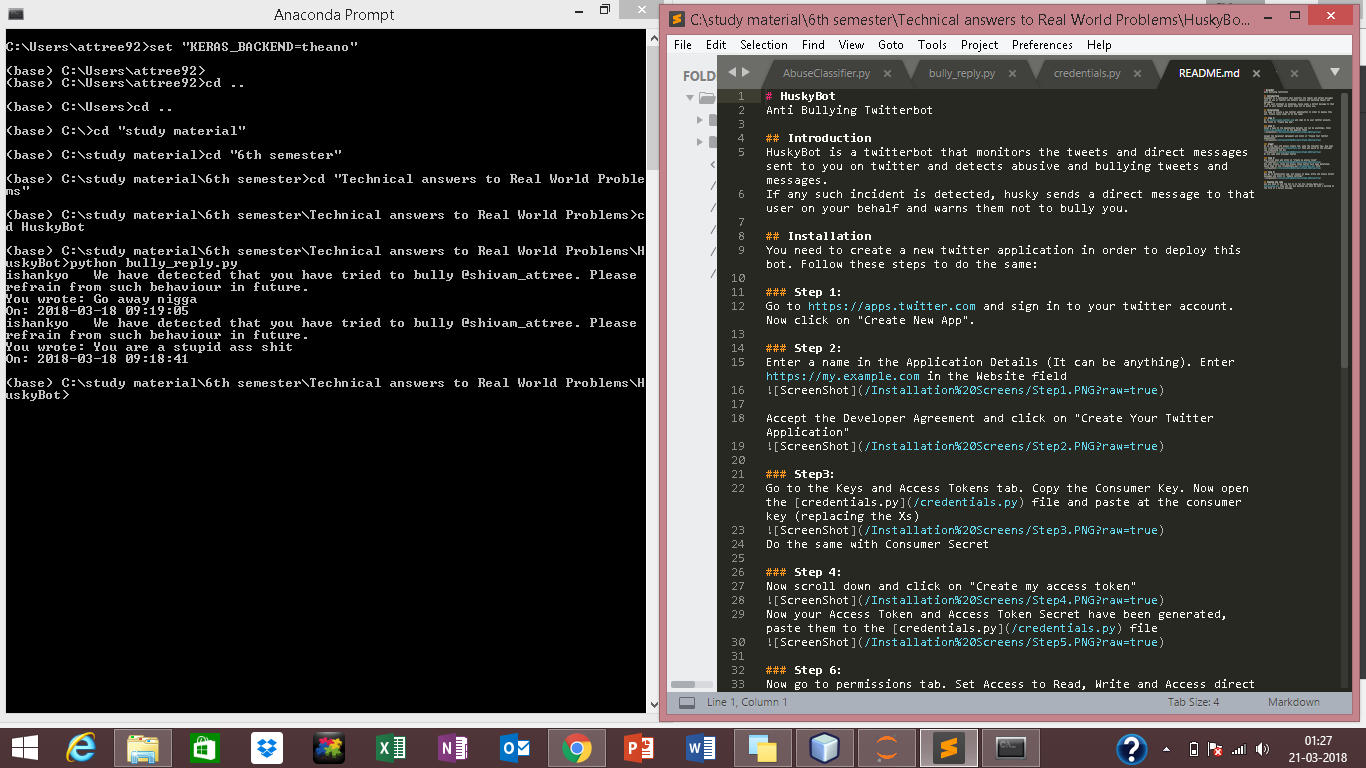 Anaconda Prompt
C:\Users\attree92>set "KERAS_BACKEND=theano"
(base) C:\Users\attree92>
(base) C:\Users\attree92>cd ..
(base) C:\Users>cd ..
(base) C:\>cd "study material"
(base) C:\study material>cd "6th semester"
(base) C:\study material\6th semester>cd "Technical answers to Real World Proble
ms"
(base) C:\study material\6th semester\Technical answers to Real World Problems>c
d HuskyBot
(base) C:\study material\6th semester\Technical answers to Real World Problems\H
uskyBot>python bully_reply.py
ishankyo   We have detected that you have tried to bully @shivam_attree. Please
refrain from such behaviour in future.
You wrote: Go away nigga
On: 2018-03-18 09:19:05
ishankyo   We have detected that you have tried to bully @shivam_attree. Please
refrain from such behaviour in future.
You wrote: You are a stupid ass shit
On: 2018-03-18 09:18:41
(base) C:\study material\6th semester\Technical answers to Real World Problems\H
uskyBot>
C:\study material\6th semester\Technical answers to Real World Problems\HuskyBo...
File Edit Selection Find View Goto Tools Project Preferences Help
FOLD
AbuseClassifier.py bully_reply.py credentials.py README.md
1 # HuskyBot
2 Anti Bullying Twitterbot
3
4 ## Introduction
5 HuskyBot is a twitterbot that monitors the tweets and direct messages
sent to you on twitter and detects abusive and bullying tweets and
messages.
6 If any such incident is detected, husky sends a direct message to that
user on your behalf and warns them not to bully you.
7
8 ## Installation
9 You need to create a new twitter application in order to deploy this
bot. Follow these steps to do the same:
10
11 ### Step 1:
12 Go to https://apps.twitter.com and sign in to your twitter account.
Now click on "Create New App".
13
14 ### Step 2:
15 Enter a name in the Application Details (It can be anything). Enter
https://my.example.com in the Website field
16 ![ScreenShot](/Installation%20Screens/Step1.PNG?raw=true)
17
18 Accept the Developer Agreement and click on "Create Your Twitter
Application"
19 ![ScreenShot](/Installation%20Screens/Step2.PNG?raw=true)
20
21 ### Step3:
22 Go to the Keys and Access Tokens tab. Copy the Consumer Key. Now open
the [credentials.py](/credentials.py) file and paste at the consumer
key (replacing the Xs)
23 ![ScreenShot](/Installation%20Screens/Step3.PNG?raw=true)
24 Do the same with Consumer Secret
25
26 ### Step 4:
27 Now scroll down and click on "Create my access token"
28 ![ScreenShot](/Installation%20Screens/Step4.PNG?raw=true)
29 Now your Access Token and Access Token Secret have been generated,
paste them to the [credentials.py](/credentials.py) file
30 ![ScreenShot](/Installation%20Screens/Step5.PNG?raw=true)
31
32 ### Step 6:
33 Now go to permissions tab. Set Access to Read, Write and Access direct
Line 1, Column 1 Tab Size: 4 Markdown
01:27
21-03-2018